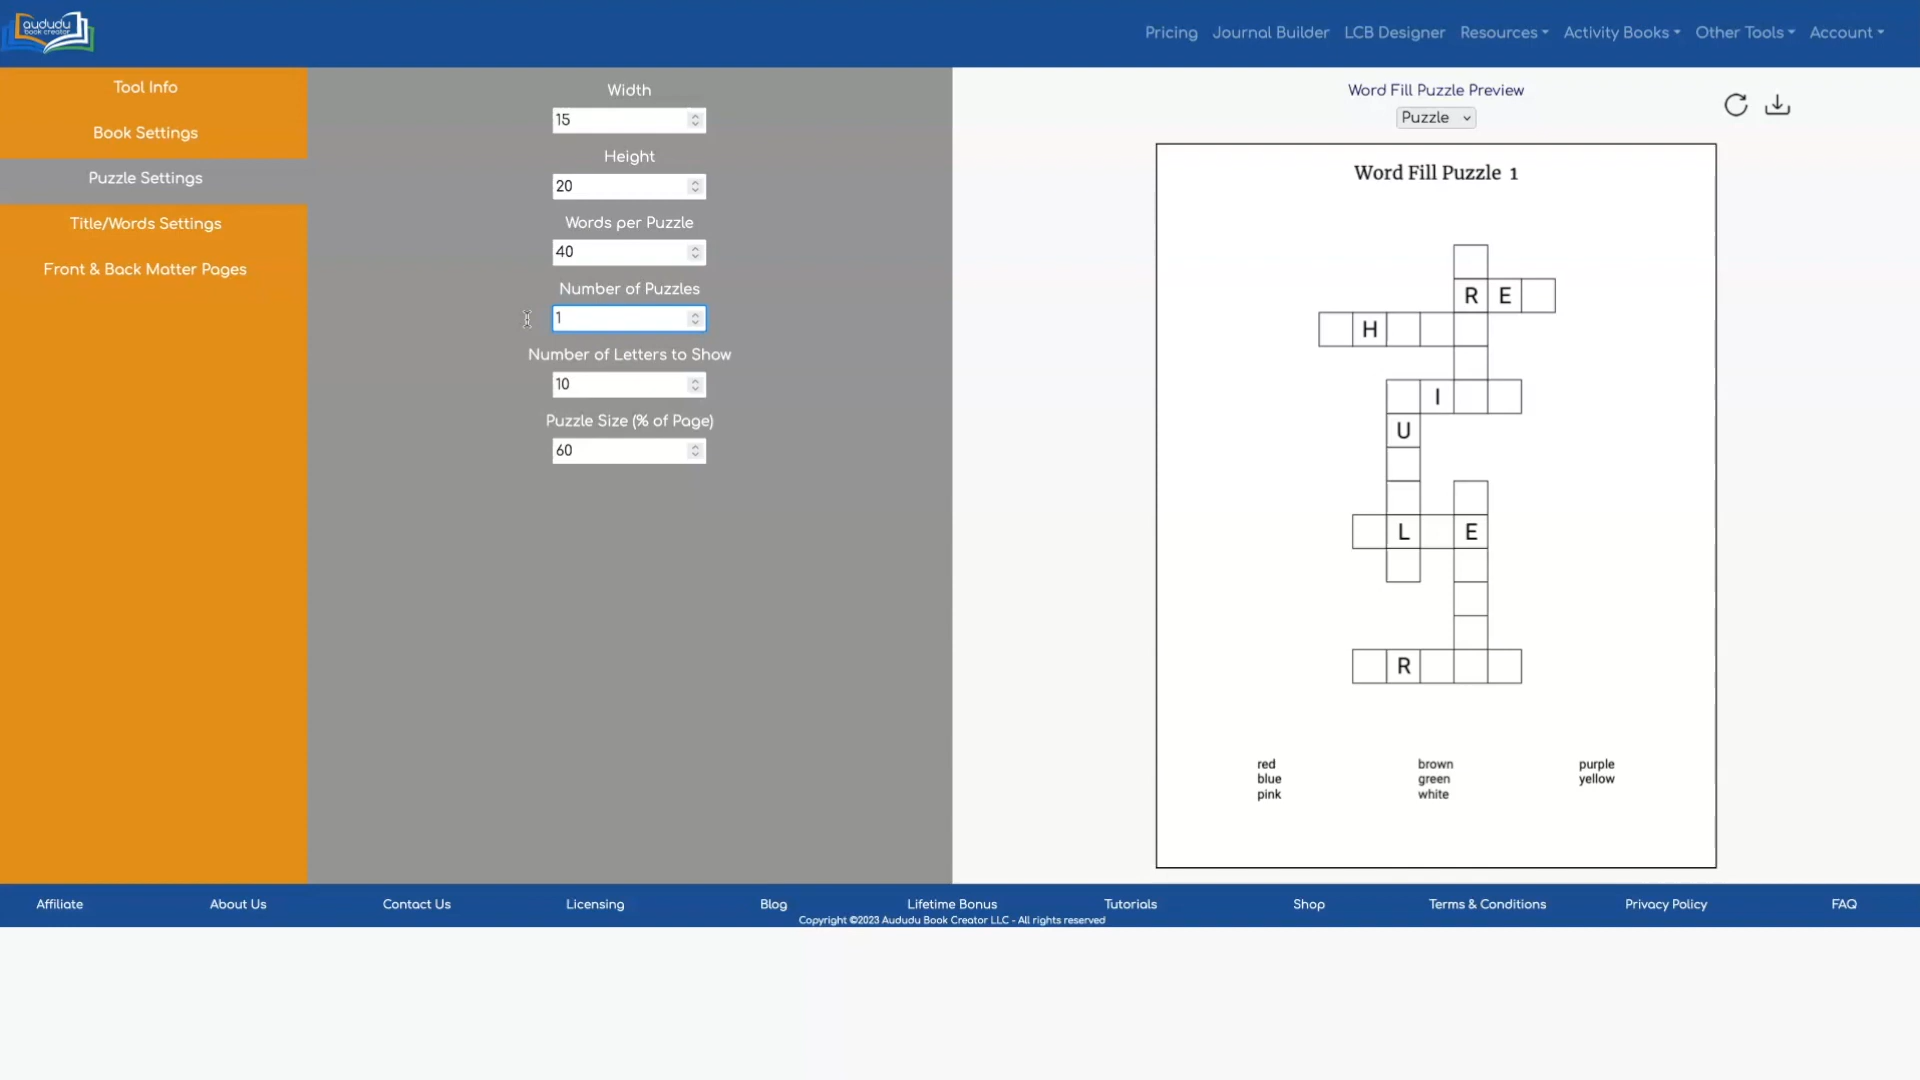 aududu
book creator
Pricing
Journal Builder
LCB Designer
Resources
Activity Books
Other Tools
Account
Tool Info
Book Settings
Puzzle Settings
Title/Words Settings
Front & Back Matter Pages
Width
15
Height
20
Words per Puzzle
40
Number of Puzzles
1
Number of Letters to Show
10
Puzzle Size (% of Page)
60
Word Fill Puzzle Preview
Puzzle
Word Fill Puzzle 1
R E
H
I
U
L E
R
red brown purple
blue green yellow
pink white
Affiliate
About Us
Contact Us
Licensing
Blog
Lifetime Bonus
Tutorials
Shop
Terms & Conditions
Privacy Policy
FAQ
Copyright ©2023 Aududu Book Creator LLC - All rights reserved